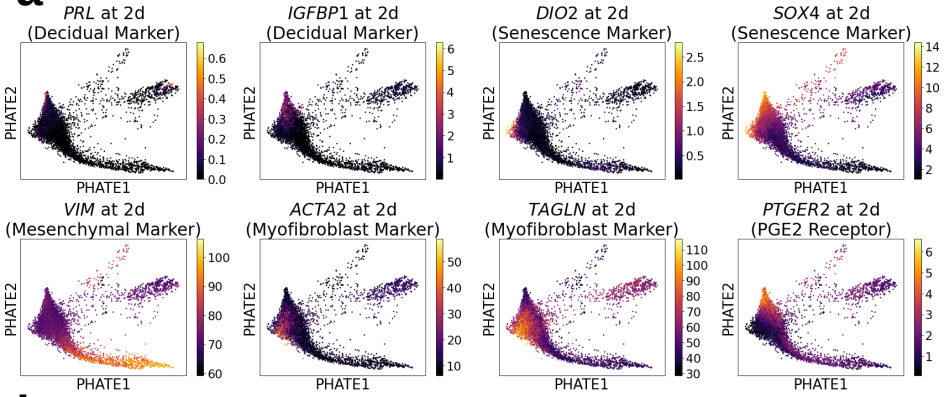 PRL at 2d
(Decidual Marker)
IGFBP1 at 2d
(Decidual Marker)
DIO2 at 2d
(Senescence Marker)
SOX4 at 2d
(Senescence Marker)
PHATE2
0.6
0.5
0.4
0.3
0.2
0.1
0.0
PHATE1
PHATE2
6
5
4
3
2
1
PHATE1
PHATE2
2.5
2.0
1.5
1.0
0.5
PHATE1
PHATE2
14
12
10
8
6
4
2
PHATE1
VIM at 2d
(Mesenchymal Marker)
ACTA2 at 2d
(Myofibroblast Marker)
TAGLN at 2d
(Myofibroblast Marker)
PTGER2 at 2d
(PGE2 Receptor)
PHATE2
100
90
80
70
60
PHATE1
PHATE2
50
40
30
20
10
PHATE1
PHATE2
110
100
90
80
70
60
50
40
30
PHATE1
PHATE2
6
5
4
3
2
1
PHATE1